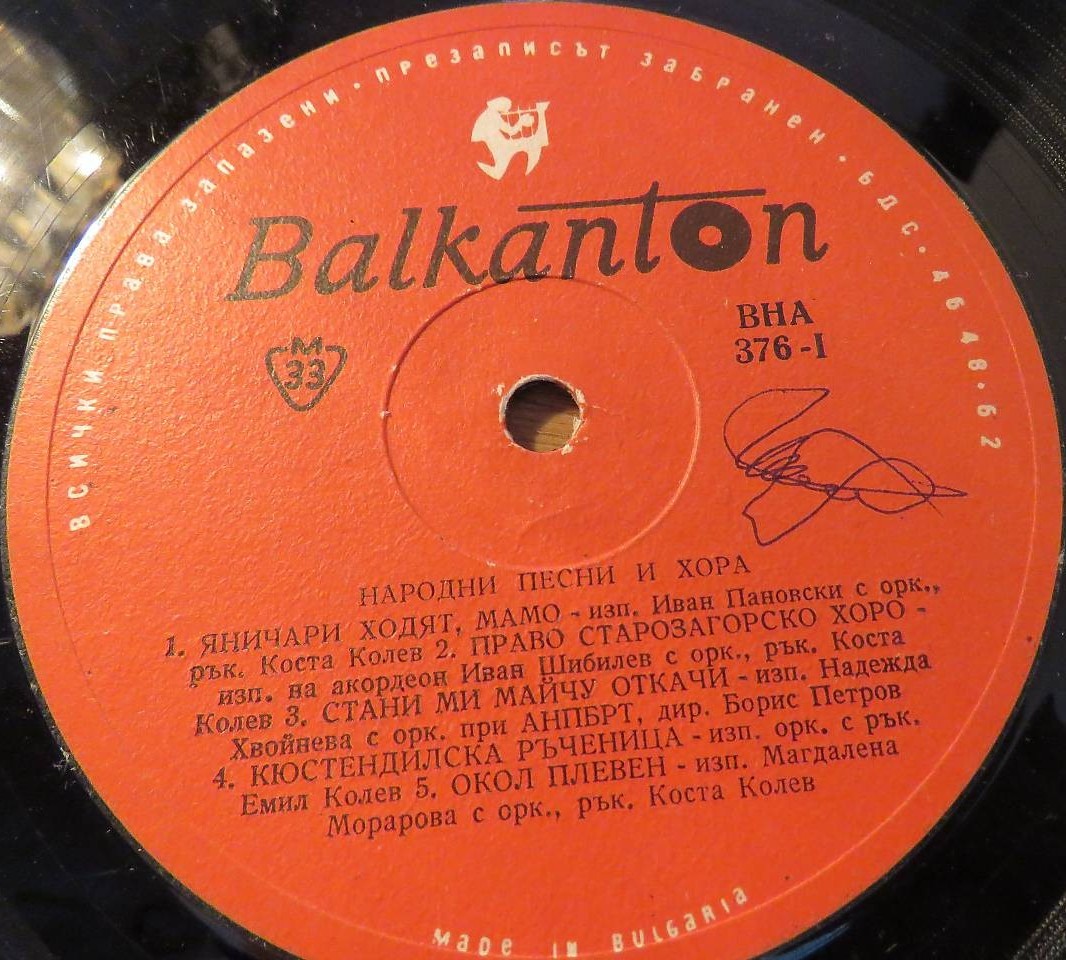 ВСИЧКИ ПРАВА ЗАПАЗЕНИ · ПРЕЗАПИСЪТ ЗАБРАНЕН · БДС · 4648 · 62
Balkanton
М
33
ВНА
376-I
НАРОДНИ ПЕСНИ И ХОРА
1. ЯНИЧАРИ ХОДЯТ, МАМО - изп. Иван Пановски с орк.,
рък. Коста Колев 2. ПРАВО СТАРОЗАГОРСКО ХОРО -
изп. на акордеон Иван Шибилев с орк., рък. Коста
Колев 3. СТАНИ МИ МАЙЧУ ОТКАЧИ - изп. Надежда
Хвойнева с орк. при АНПБРТ, дир. Борис Петров
4. КЮСТЕНДИЛСКА РЪЧЕНИЦА - изп. орк. с рък.
Емил Колев 5. ОКОЛ ПЛЕВЕН - изп. Магдалена
Морарова с орк., рък. Коста Колев
MADE IN BULGARIA